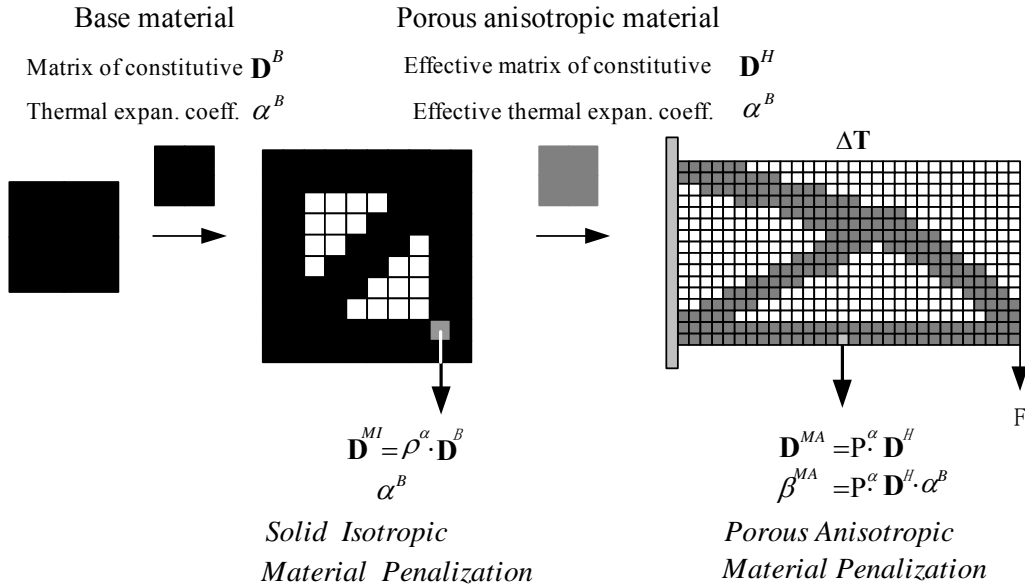 Base material
Matrix of constitutive D^B
Thermal expan. coeff. α^B
Porous anisotropic material
Effective matrix of constitutive D^H
Effective thermal expan. coeff. α^B
ΔT
F
D^MI = ρ^α · D^B
α^B
Solid Isotropic
Material Penalization
D^MA = P^α · D^H
β^MA = P^α · D^H · α^B
Porous Anisotropic
Material Penalization